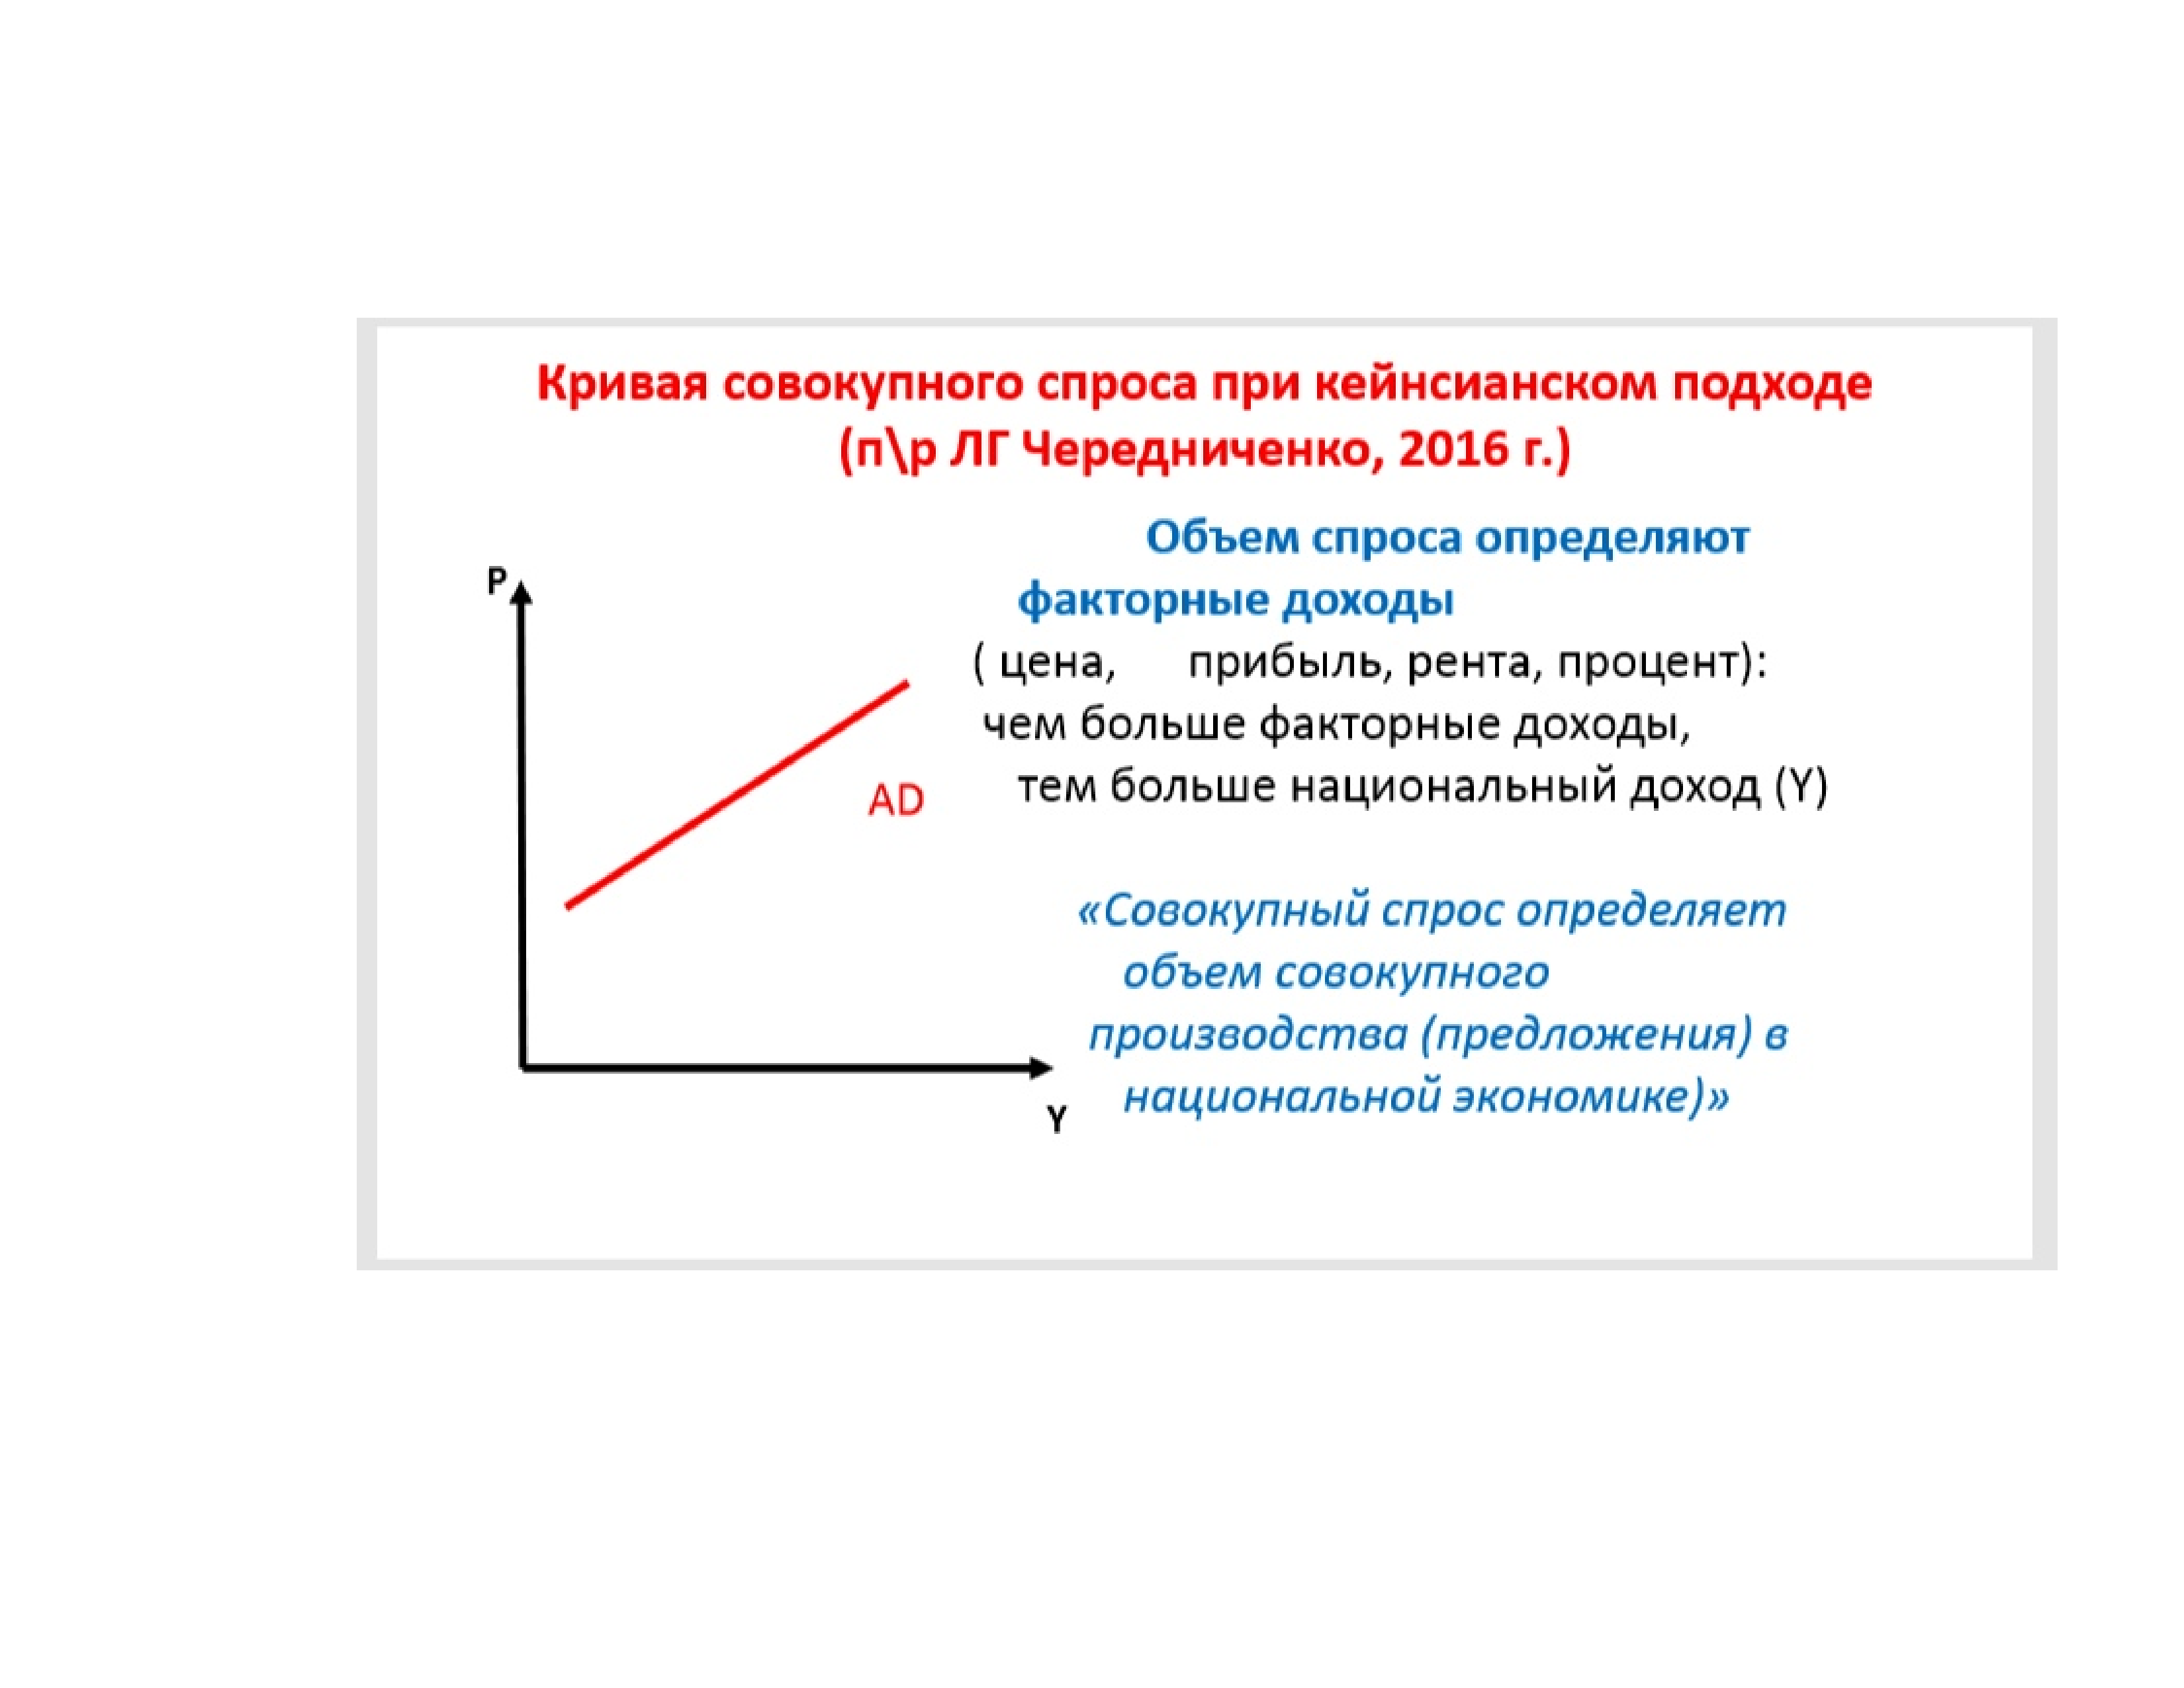 Кривая совокупного спроса при кейнсианском подходе
(п\р ЛГ Чередниченко, 2016 г.)
Объем спроса определяют
факторные доходы
( цена, прибыль, рента, процент):
чем больше факторные доходы,
тем больше национальный доход (Y)
P
AD
Y
«Совокупный спрос определяет
объем совокупного
производства (предложения) в
национальной экономике)»